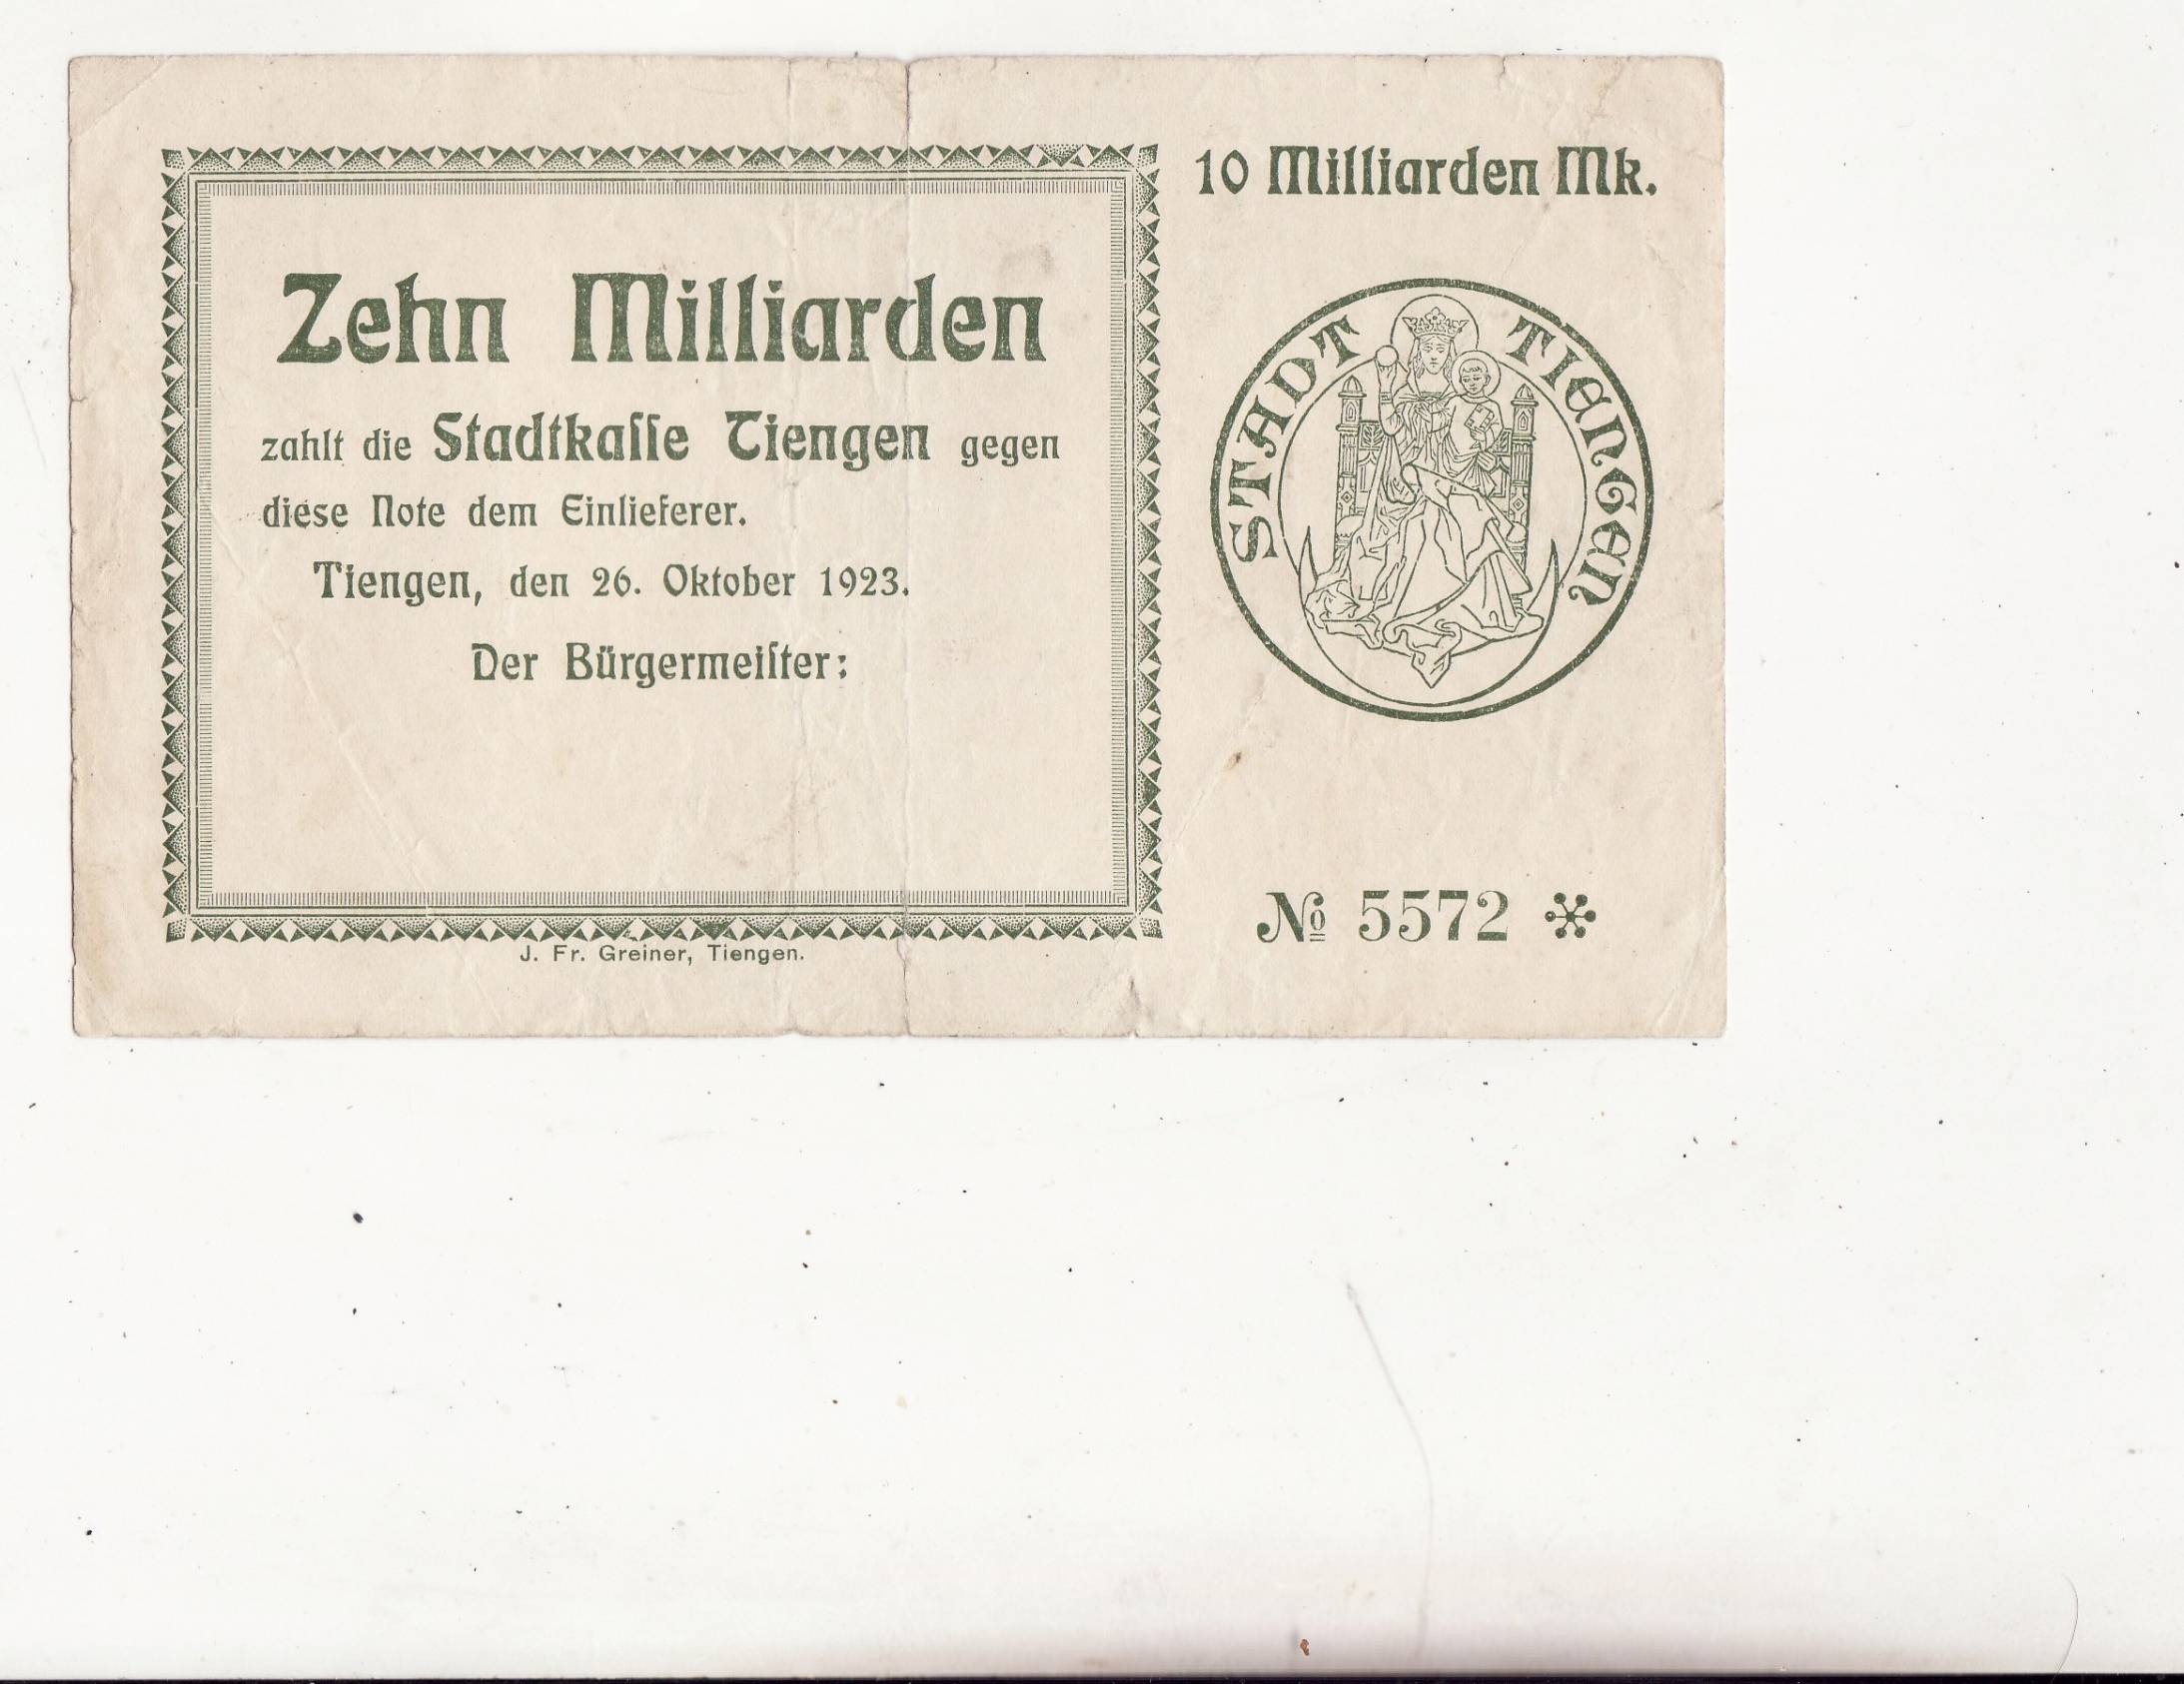 Zehn Milliarden
zahlt die Stadtkaſſe Tiengen gegen
dieſe Note dem Einlieferer.
Tiengen, den 26. Oktober 1923.
Der Bürgermeiſter:
J. Fr. Greiner, Tiengen.
10 Milliarden Mk.
STADT TIENGEN
№ 5572